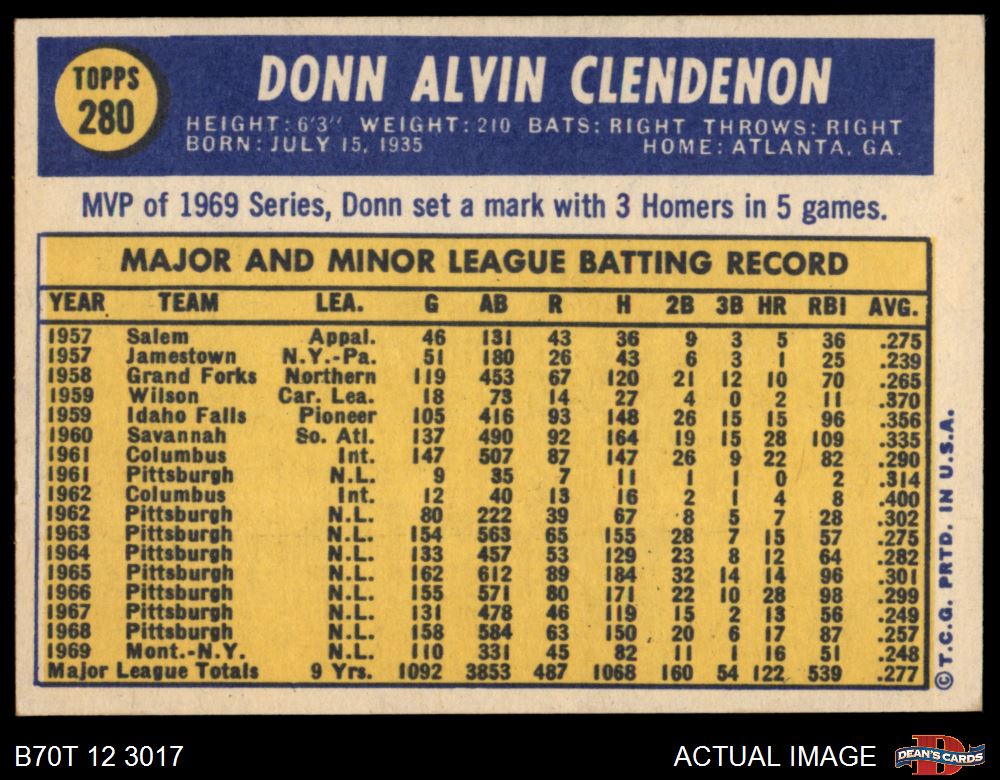 TOPPS
280
DONN ALVIN CLENDENON
HEIGHT: 6'3" WEIGHT: 210 BATS: RIGHT THROWS: RIGHT
BORN: JULY 15, 1935 HOME: ATLANTA, GA.
MVP of 1969 Series, Donn set a mark with 3 Homers in 5 games.
MAJOR AND MINOR LEAGUE BATTING RECORD
YEAR TEAM LEA. G AB R H 2B 3B HR RBI AVG.
1957 Salem Appal. 46 131 43 36 9 3 5 36 .275
1957 Jamestown N.Y.-Pa. 51 180 26 43 6 3 1 25 .239
1958 Grand Forks Northern 119 453 67 120 21 12 10 70 .265
1959 Wilson Car. Lea. 18 73 14 27 4 0 2 11 .370
1959 Idaho Falls Pioneer 105 416 93 148 26 15 15 96 .356
1960 Savannah So. Atl. 137 490 92 164 19 15 28 109 .335
1961 Columbus Int. 147 507 87 147 26 9 22 82 .290
1961 Pittsburgh N.L. 9 35 7 11 1 1 0 2 .314
1962 Columbus Int. 12 40 13 16 2 1 4 8 .400
1962 Pittsburgh N.L. 80 222 39 67 8 5 7 28 .302
1963 Pittsburgh N.L. 154 563 65 155 28 7 15 57 .275
1964 Pittsburgh N.L. 133 457 53 129 23 8 12 64 .282
1965 Pittsburgh N.L. 162 612 89 184 32 14 14 96 .301
1966 Pittsburgh N.L. 155 571 80 171 22 10 28 98 .299
1967 Pittsburgh N.L. 131 478 46 119 15 2 13 56 .249
1968 Pittsburgh N.L. 158 584 63 150 20 6 17 87 .257
1969 Mont.-N.Y. N.L. 110 331 45 82 11 1 16 51 .248
Major League Totals 9 Yrs. 1092 3853 487 1068 160 54 122 539 .277
©T.C.G. PRTD. IN U.S.A.
B70T 12 3017
ACTUAL IMAGE
D
DEAN'S CARDS